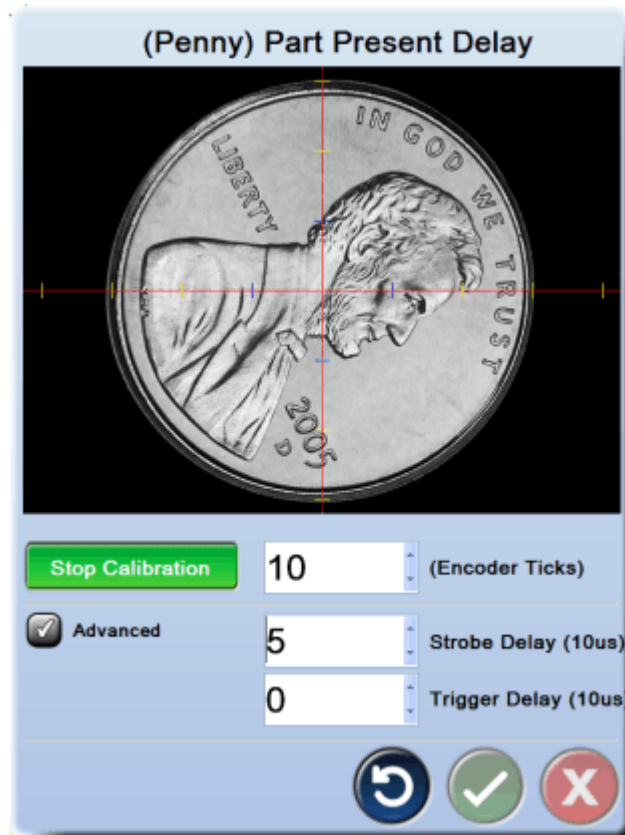 (Penny) Part Present Delay
IN GOD WE TRUST
LIBERTY
2005
D
Stop Calibration
10
(Encoder Ticks)
Advanced
5
Strobe Delay (10us)
0
Trigger Delay (10us